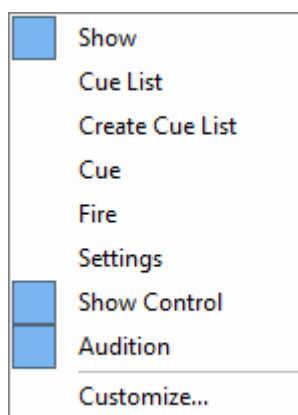 Show
Cue List
Create Cue List
Cue
Fire
Settings
Show Control
Audition
Customize...